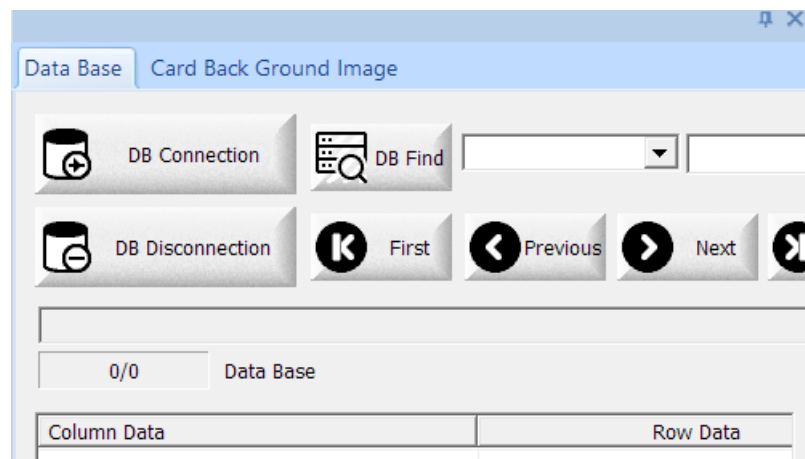 Data Base Card Back Ground Image
DB Connection DB Find
DB Disconnection First Previous Next
0/0 Data Base
Column Data Row Data